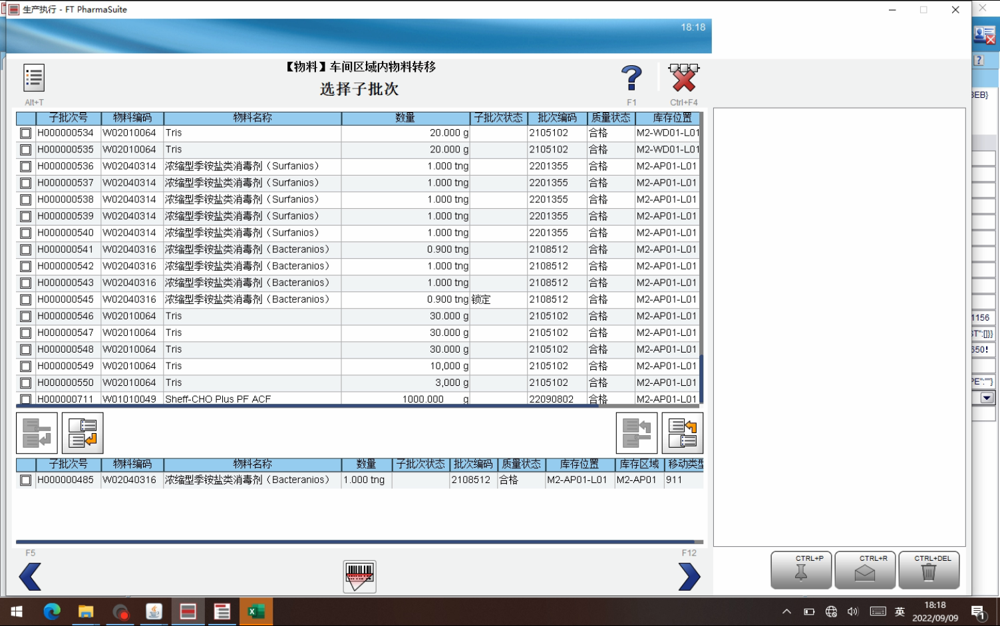 生产执行 - FT PharmaSuite
18:18
【物料】车间区域内物料转移
选择子批次
Alt+T
F1
Ctrl+F4
子批次号 物料编码 物料名称 数量 子批次状态 批次编码 质量状态 库存位置
H000000534 W02010064 Tris 20.000 g 2105102 合格 M2-WD01-L01
H000000535 W02010064 Tris 20.000 g 2105102 合格 M2-WD01-L01
H000000536 W02040314 浓缩型季铵盐类消毒剂（Surfanios） 1.000 tng 2201355 合格 M2-AP01-L01
H000000537 W02040314 浓缩型季铵盐类消毒剂（Surfanios） 1.000 tng 2201355 合格 M2-AP01-L01
H000000538 W02040314 浓缩型季铵盐类消毒剂（Surfanios） 1.000 tng 2201355 合格 M2-AP01-L01
H000000539 W02040314 浓缩型季铵盐类消毒剂（Surfanios） 1.000 tng 2201355 合格 M2-AP01-L01
H000000540 W02040314 浓缩型季铵盐类消毒剂（Surfanios） 1.000 tng 2201355 合格 M2-AP01-L01
H000000541 W02040316 浓缩型季铵盐类消毒剂（Bacteranios） 0.900 tng 2108512 合格 M2-AP01-L01
H000000542 W02040316 浓缩型季铵盐类消毒剂（Bacteranios） 1.000 tng 2108512 合格 M2-AP01-L01
H000000543 W02040316 浓缩型季铵盐类消毒剂（Bacteranios） 1.000 tng 2108512 合格 M2-AP01-L01
H000000545 W02040316 浓缩型季铵盐类消毒剂（Bacteranios） 0.900 tng 锁定 2108512 合格 M2-AP01-L01
H000000546 W02010064 Tris 30.000 g 2105102 合格 M2-AP01-L01
H000000547 W02010064 Tris 30.000 g 2105102 合格 M2-AP01-L01
H000000548 W02010064 Tris 30.000 g 2105102 合格 M2-AP01-L01
H000000549 W02010064 Tris 10,000 g 2105102 合格 M2-AP01-L01
H000000550 W02010064 Tris 3,000 g 2105102 合格 M2-AP01-L01
H000000711 W01010049 Sheff-CHO Plus PF ACF 1000.000 g 22090802 合格 M2-AP01-L01
子批次号 物料编码 物料名称 数量 子批次状态 批次编码 质量状态 库存位置 库存区域 移动类型
H000000485 W02040316 浓缩型季铵盐类消毒剂（Bacteranios） 1.000 tng 2108512 合格 M2-AP01-L01 M2-AP01 911
F5
F12
CTRL+P
CTRL+R
CTRL+DEL
BEB}
1156
ST":[]}}
650!
PE":""}
英
18:18
2022/09/09
1